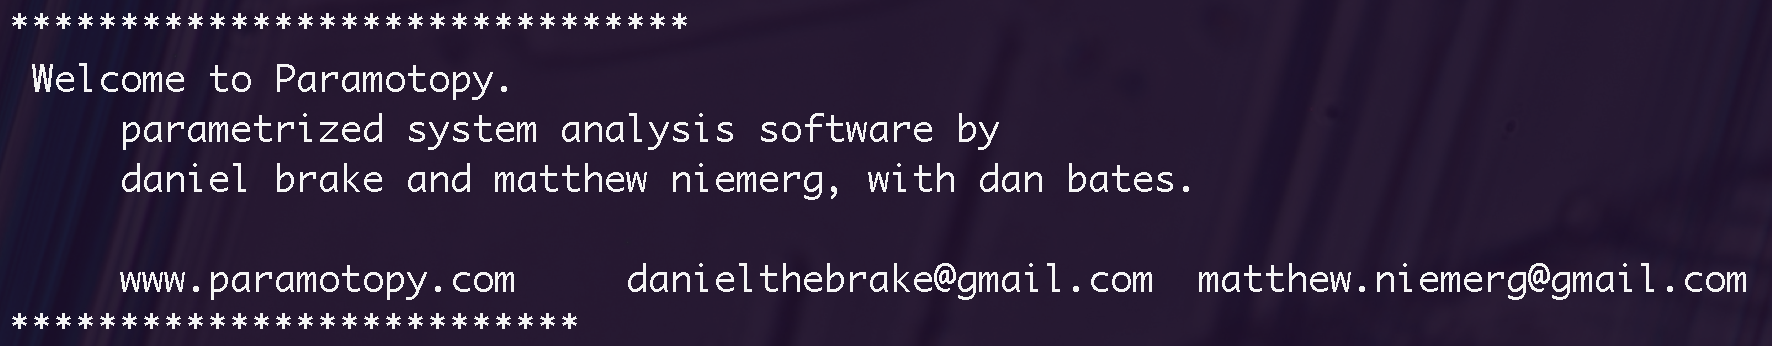 *******************************
Welcome to Paramotopy.
parametrized system analysis software by
daniel brake and matthew niemerg, with dan bates.
www.paramotopy.com danielthebrake@gmail.com matthew.niemerg@gmail.com
**************************